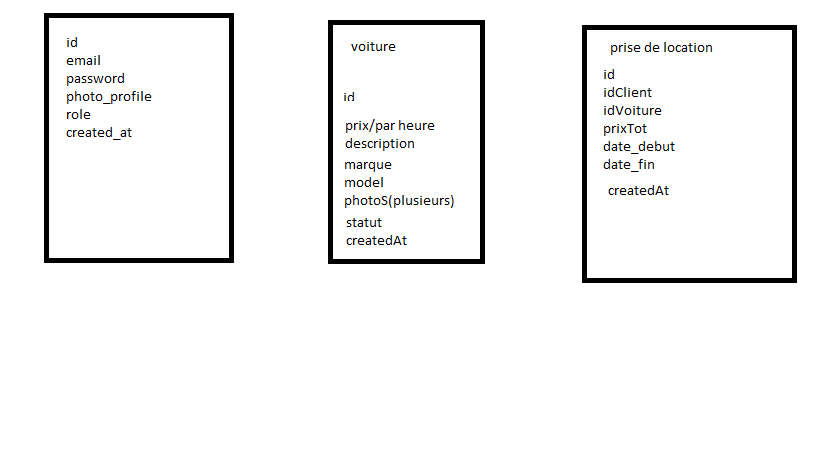 id
email
password
photo_profile
role
created_at
voiture
id
prix/par heure
description
marque
model
photoS(plusieurs)
statut
createdAt
prise de location
id
idClient
idVoiture
prixTot
date_debut
date_fin
createdAt